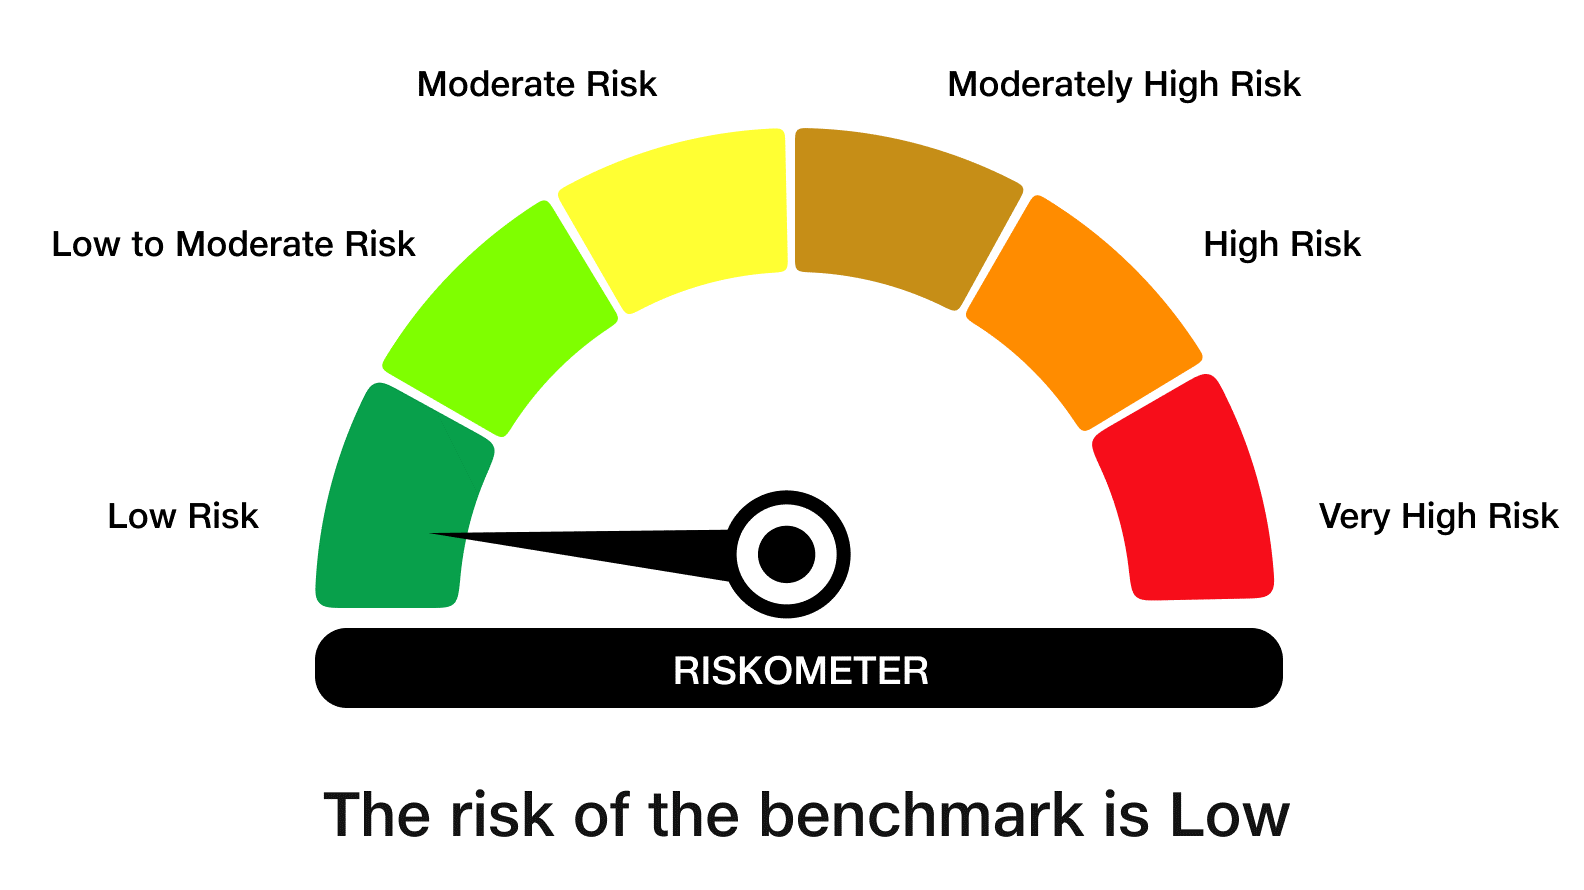 Moderate Risk
Moderately High Risk
Low to Moderate Risk
High Risk
Low Risk
Very High Risk
RISKOMETER
The risk of the benchmark is Low